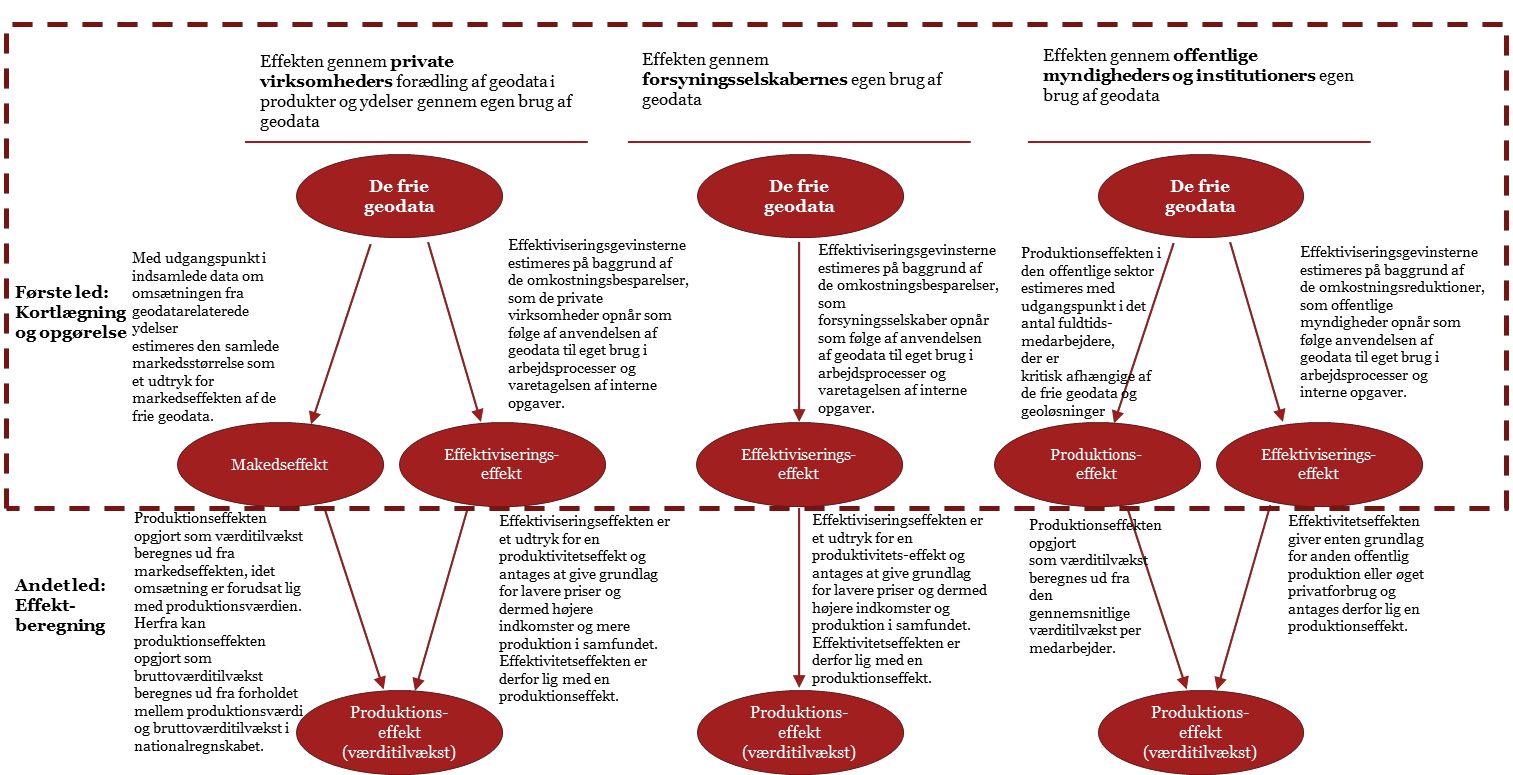 Effekten gennem private
virksomheders forædling af geodata i
produkter og ydelser gennem egen brug af
geodata
Effekten gennem
forsyningsselskabernes egen brug af
geodata
Effekten gennem offentlige
myndigheders og institutioners egen
brug af geodata
De frie
geodata
De frie
geodata
De frie
geodata
Første led:
Kortlægning
og opgørelse
Med udgangspunkt i
indsamlede data om
omsætningen fra
geodatarelaterede
ydelser
estimeres den samlede
markedsstørrelse som
et udtryk for
markedseffekten af de
frie geodata.
Effektiviseringsgevinsterne
estimeres på baggrund af
de omkostningsbesparelser,
som de private
virksomheder opnår som
følge af anvendelsen af
geodata til eget brug i
arbejdsprocesser og
varetagelsen af interne
opgaver.
Effektiviseringsgevinsterne
estimeres på baggrund af
de omkostningsbesparelser,
som
forsyningsselskaber opnår
som følge af anvendelsen
af geodata til eget brug i
arbejdsprocesser og
varetagelsen af interne
opgaver.
Produktionseffekten i
den offentlige sektor
estimeres med
udgangspunkt i det
antal fuldtids-
medarbejdere,
der er
kritisk afhængige af
de frie geodata og
geoløsninger
Effektiviseringsgevinsterne
estimeres på baggrund af
de omkostningsreduktioner,
som offentlige
myndigheder opnår som
følge anvendelsen af
geodata til eget brug i
arbejdsprocesser og
interne opgaver.
Makedseffekt
Effektiviserings-
effekt
Effektiviserings-
effekt
Produktions-
effekt
Effektiviserings-
effekt
Andet led:
Effekt-
beregning
Produktionseffekten
opgjort som værditilvækst
beregnes ud fra
markedseffekten, idet
omsætning er forudsat lig
med produktionsværdien.
Herfra kan
produktionseffekten
opgjort som
bruttoværditilvækst
beregnes ud fra forholdet
mellem produktionsværdi
og bruttoværditilvækst i
nationalregnskabet.
Effektiviseringseffekten er
et udtryk for en
produktivitetseffekt og
antages at give grundlag
for lavere priser og
dermed højere
indkomster og mere
produktion i samfundet.
Effektivitetseffekten er
derfor lig med en
produktionseffekt.
Effektiviseringseffekten er
et udtryk for en
produktivitets-effekt og
antages at give grundlag
for lavere priser og dermed
højere indkomster og
produktion i samfundet.
Effektivitetseffekten er
derfor lig med en
produktionseffekt.
Produktionseffekten
opgjort
som værditilvækst
beregnes ud fra
den
gennemsnitlige
værditilvækst per
medarbejder.
Effektivitetseffekten
giver enten grundlag
for anden offentlig
produktion eller øget
privatforbrug og
antages derfor lig en
produktionseffekt.
Produktions-
effekt
(værditilvækst)
Produktions-
effekt
(værditilvækst)
Produktions-
effekt
(værditilvækst)